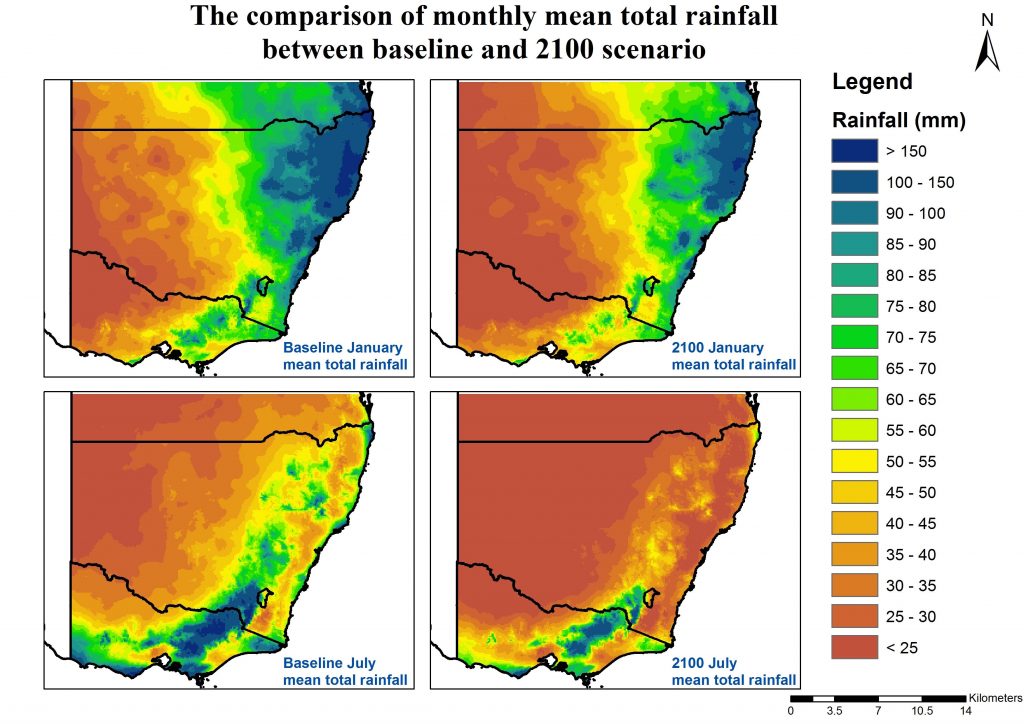 The comparison of monthly mean total rainfall
between baseline and 2100 scenario
N
Baseline January
mean total rainfall
2100 January
mean total rainfall
Baseline July
mean total rainfall
2100 July
mean total rainfall
Legend
Rainfall (mm)
> 150
100 - 150
90 - 100
85 - 90
80 - 85
75 - 80
70 - 75
65 - 70
60 - 65
55 - 60
50 - 55
45 - 50
40 - 45
35 - 40
30 - 35
25 - 30
< 25
Kilometers
0 3.5 7 10.5 14